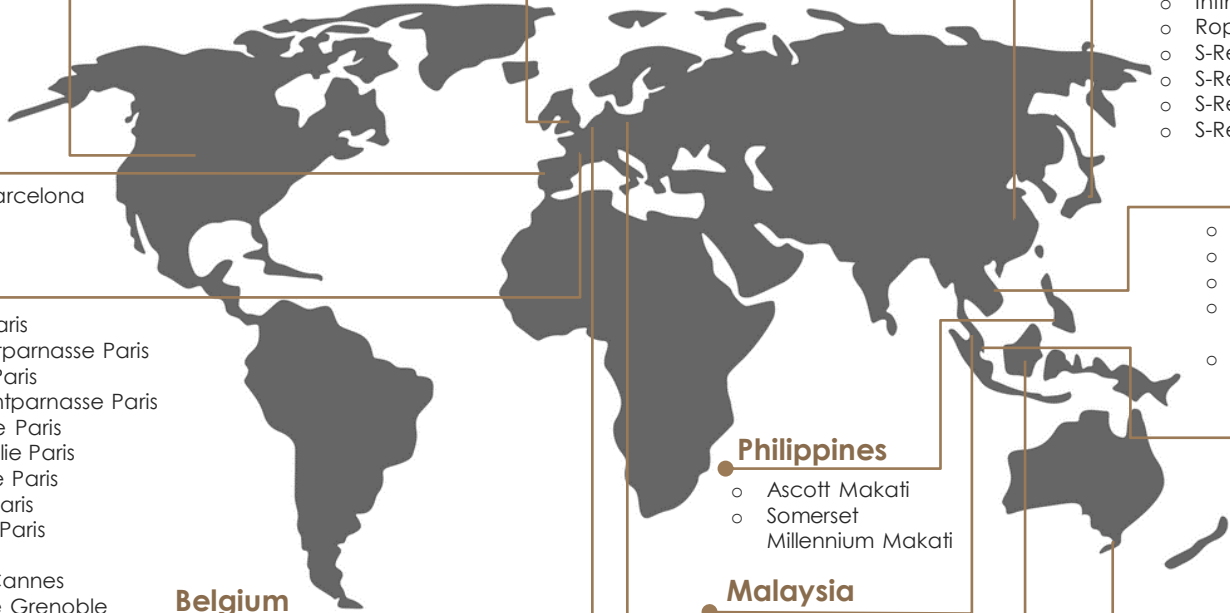 S-Re
S-Re
S-Re
S-Re
arcelona
aris
rparnasse Paris
Paris
ntparnasse Paris
e Paris
lie Paris
e Paris
aris
Paris
Cannes
e Grenoble
Belgium
Philippines
Ascott Makati
Somerset
Millennium Makati
Malaysia